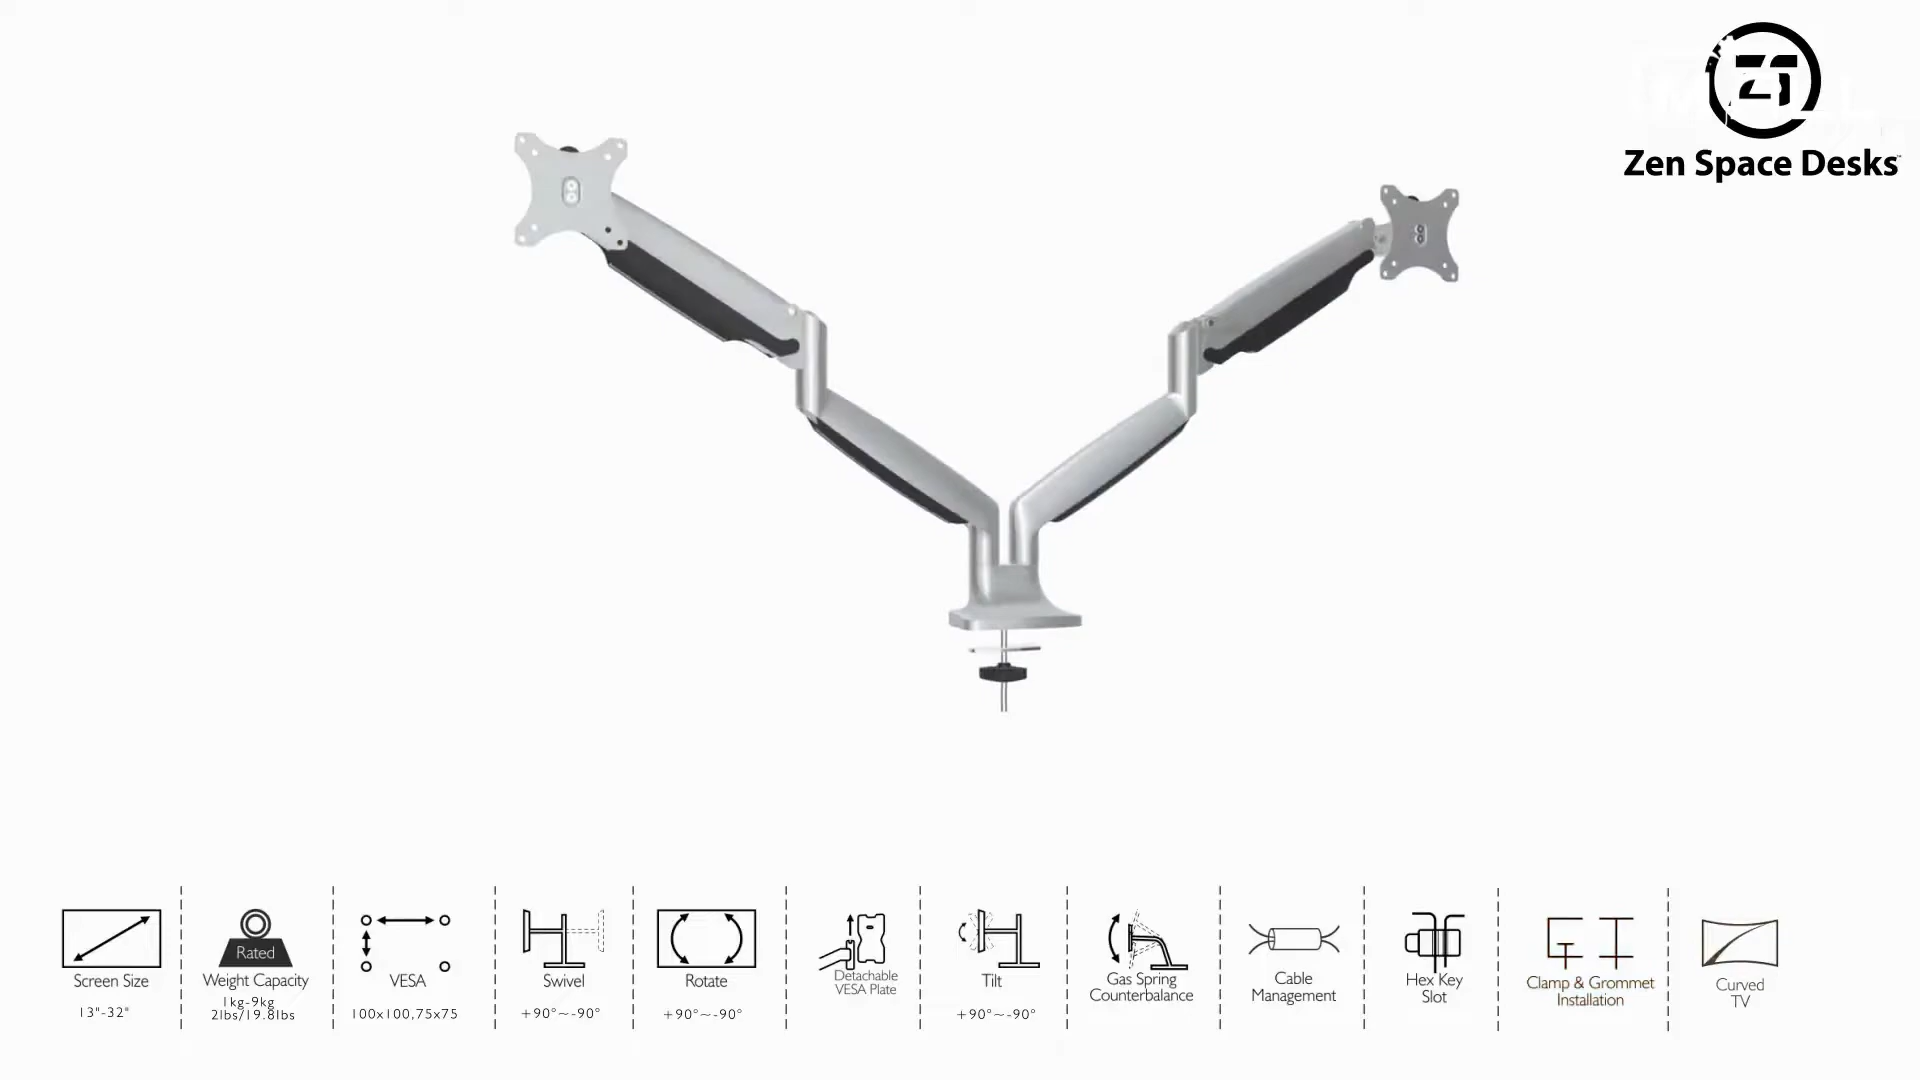 Zen Space Desks
Rated
Screen Size
13"-32"
Weight Capacity
1kg-9kg
2lbs/19.8lbs
VESA
100x100,75x75
Swivel
+90°~-90°
Rotate
+90°~-90°
Detachable
VESA Plate
Tilt
+90°~-90°
Gas Spring
Counterbalance
Cable
Management
Hex Key
Slot
Clamp & Grommet
Installation
Curved
TV